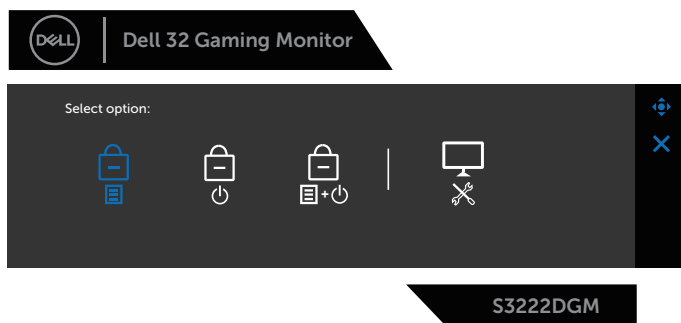 DELL
Dell 32 Gaming Monitor
Select option:
+
S3222DGM